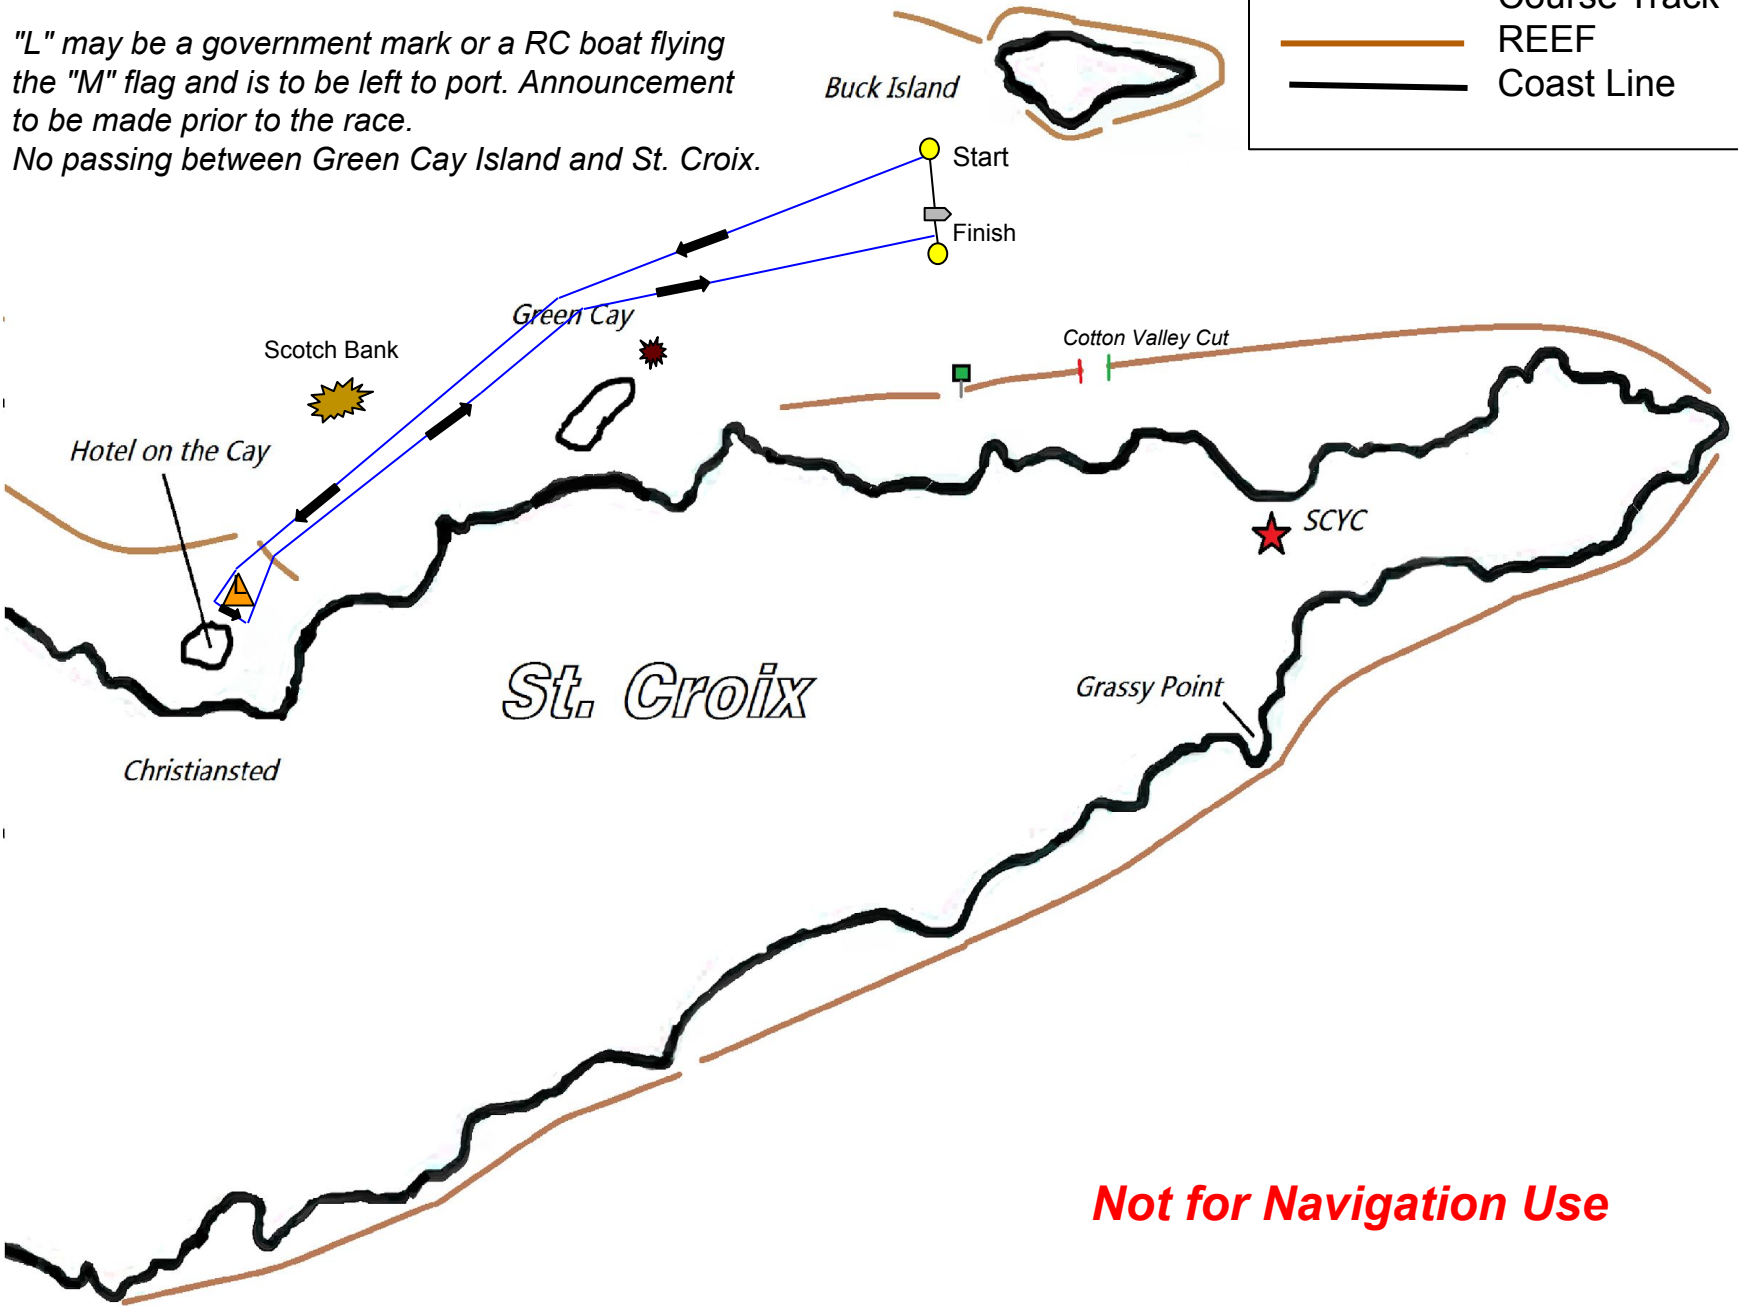 "L" may be a government mark or a RC boat flying
the "M" flag and is to be left to port. Announcement
to be made prior to the race.
No passing between Green Cay Island and St. Croix.
Course Track
REEF
Coast Line
Buck Island
Start
Finish
Green Cay
Scotch Bank
Cotton Valley Cut
Hotel on the Cay
SCYC
L
St. Croix
Grassy Point
Christiansted
Not for Navigation Use